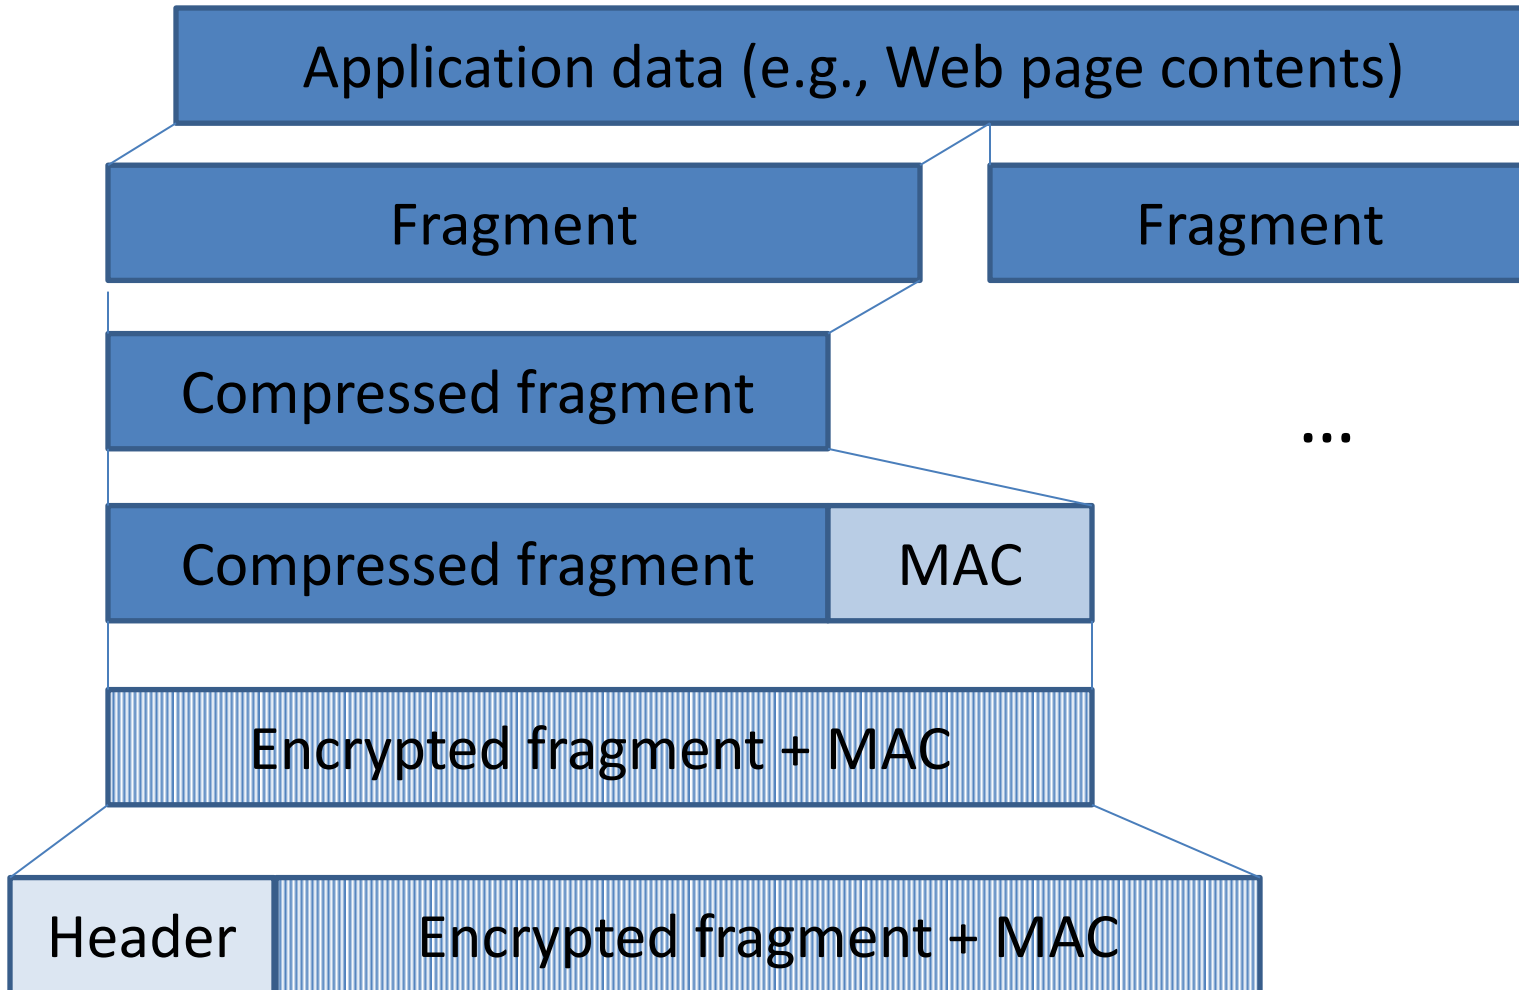 Application data (e.g., Web page contents)
Fragment
Fragment
Compressed fragment
...
Compressed fragment
MAC
Encrypted fragment + MAC
Header
Encrypted fragment + MAC